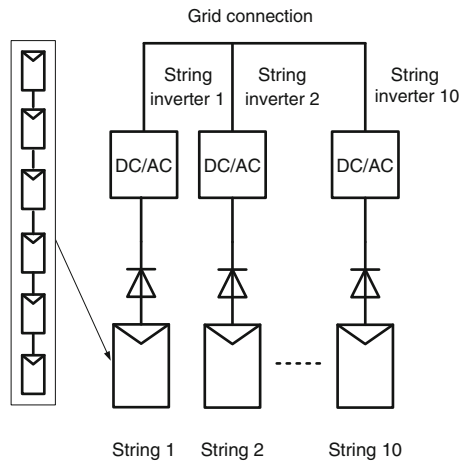 Grid connection
String
inverter 1
String
inverter 2
String
inverter 10
DC/AC
DC/AC
DC/AC
String 1
String 2
String 10